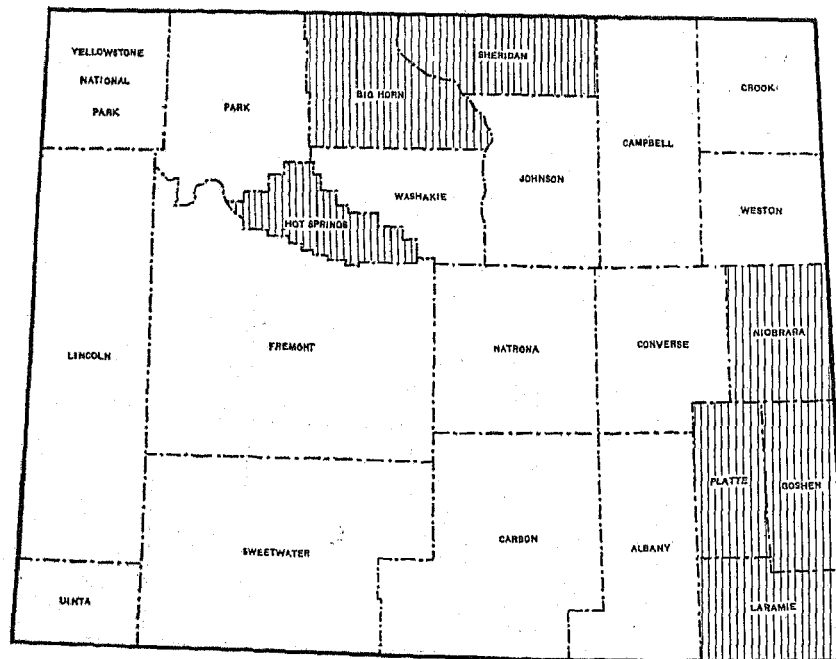 YELLOWSTONE
NATIONAL
PARK
PARK
BIG HORN
SHERIDAN
CROOK
CAMPBELL
JOHNSON
WASHAKIE
WESTON
HOT SPRINGS
LINCOLN
FREMONT
NATRONA
CONVERSE
NIOBRARA
PLATTE
GOSHEN
SWEETWATER
CARBON
ALBANY
UINTA
LARAMIE